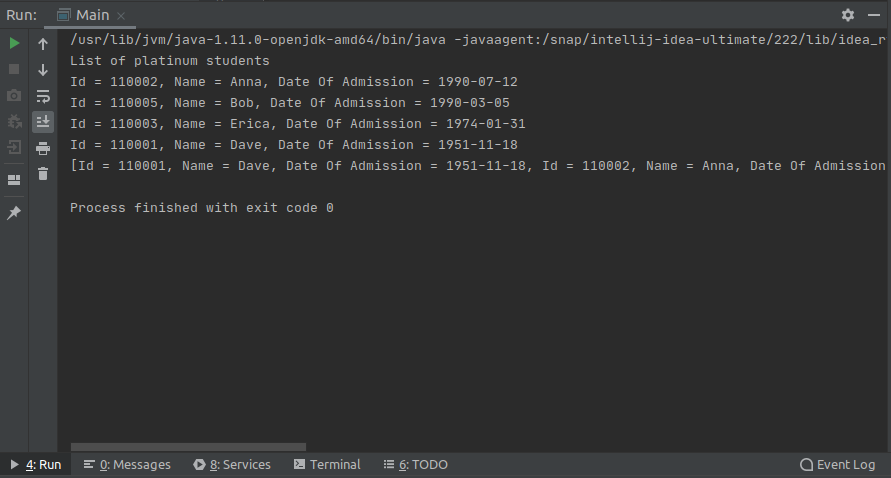 Run: Main
/usr/lib/jvm/java-1.11.0-openjdk-amd64/bin/java -javaagent:/snap/intellij-idea-ultimate/222/lib/idea_r
List of platinum students
Id = 110002, Name = Anna, Date Of Admission = 1990-07-12
Id = 110005, Name = Bob, Date Of Admission = 1990-03-05
Id = 110003, Name = Erica, Date Of Admission = 1974-01-31
Id = 110001, Name = Dave, Date Of Admission = 1951-11-18
[Id = 110001, Name = Dave, Date Of Admission = 1951-11-18, Id = 110002, Name = Anna, Date Of Admission
Process finished with exit code 0
4: Run 0: Messages 8: Services Terminal 6: TODO Event Log